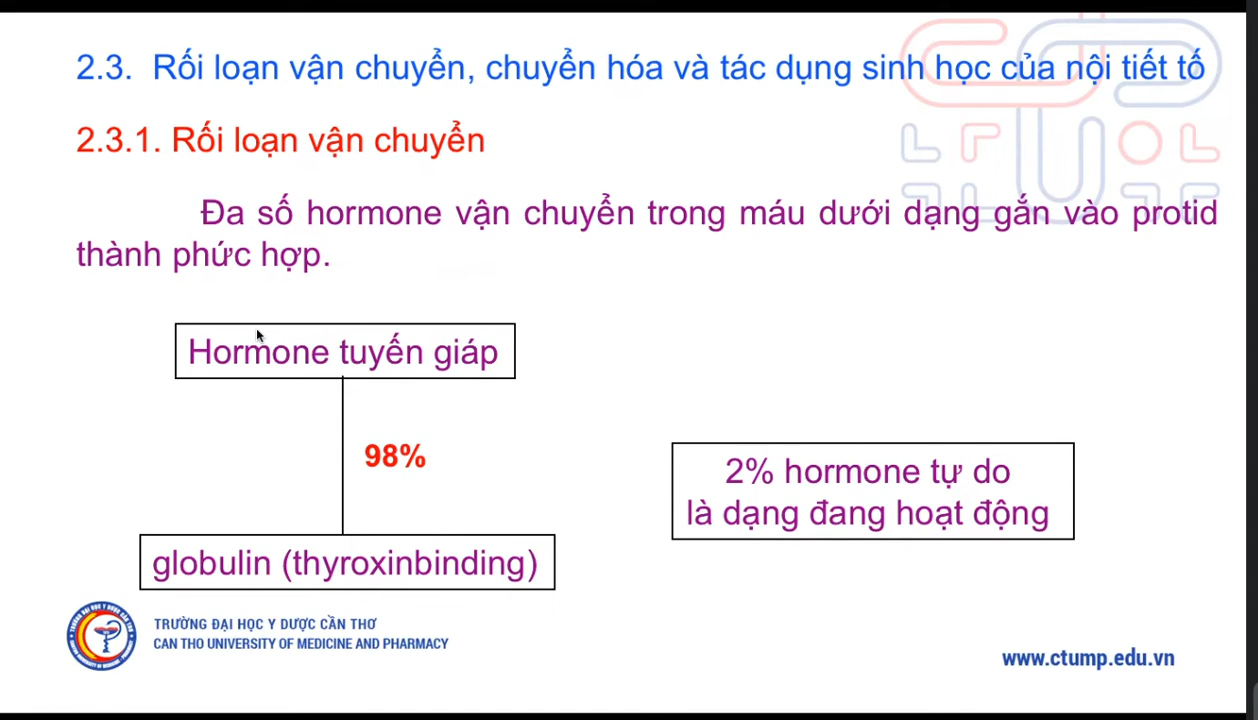 2.3. Rối loạn vận chuyển, chuyển hóa và tác dụng sinh học của nội tiết tố
2.3.1. Rối loạn vận chuyển
Đa số hormone vận chuyển trong máu dưới dạng gắn vào protid
thành phức hợp.
Hormone tuyến giáp
98%
2% hormone tự do
là dạng đang hoạt động
globulin (thyroxinbinding)
TRƯỜNG ĐẠI HỌC Y DƯỢC CẦN THƠ
CAN THO UNIVERSITY OF MEDICINE AND PHARMACY
www.ctump.edu.vn